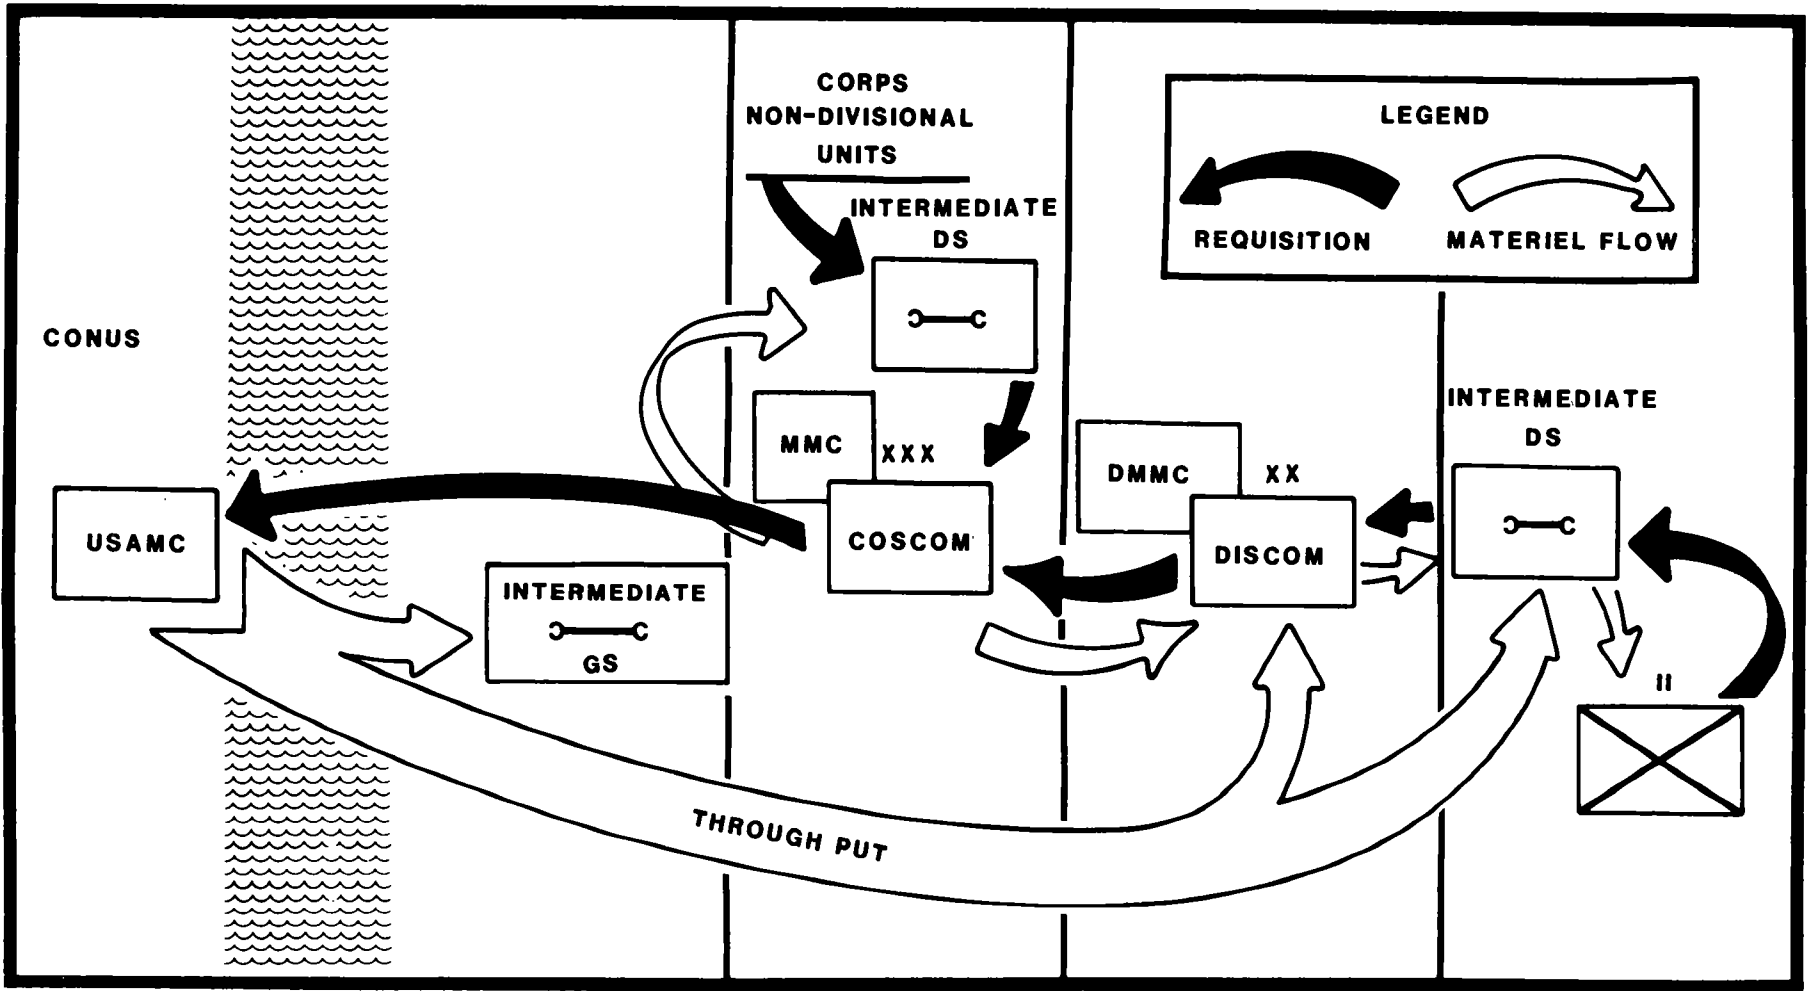 CORPS
NON-DIVISIONAL
UNITS
LEGEND
REQUISITION
MATERIEL FLOW
INTERMEDIATE
DS
CONUS
MMC
XXX
COSCOM
USAMC
INTERMEDIATE
GS
DMMC
XX
DISCOM
INTERMEDIATE
DS
II
THROUGH PUT